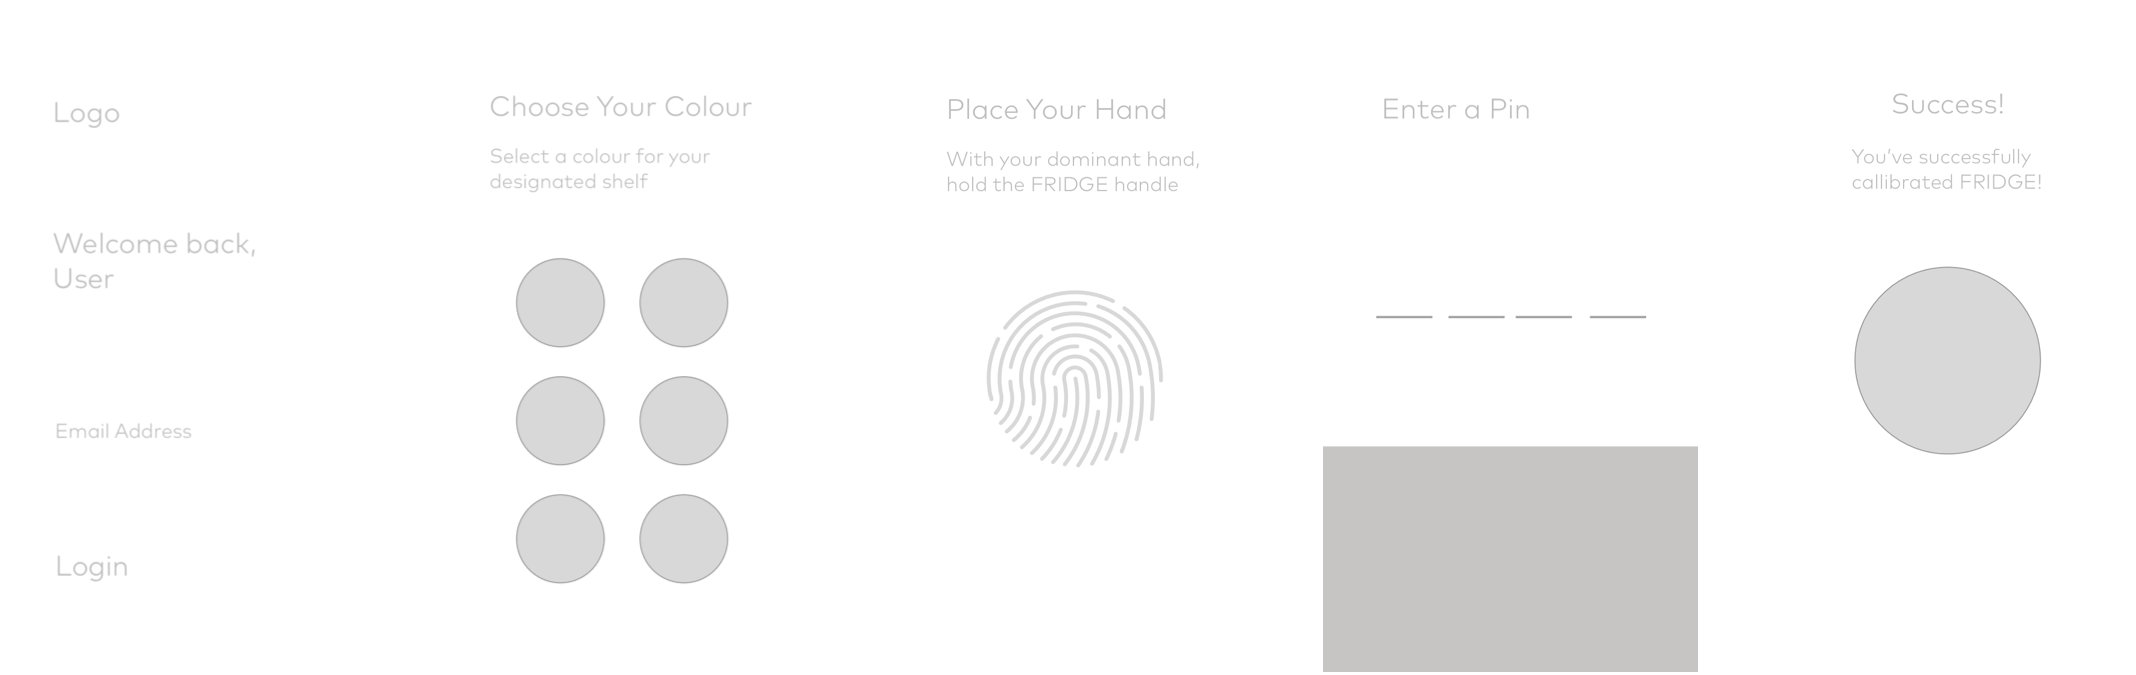 Logo
Welcome back,
User
Email Address
Login
Choose Your Colour
Select a colour for your
designated shelf
Place Your Hand
With your dominant hand,
hold the FRIDGE handle
Enter a Pin
Success!
You've successfully
callibrated FRIDGE!